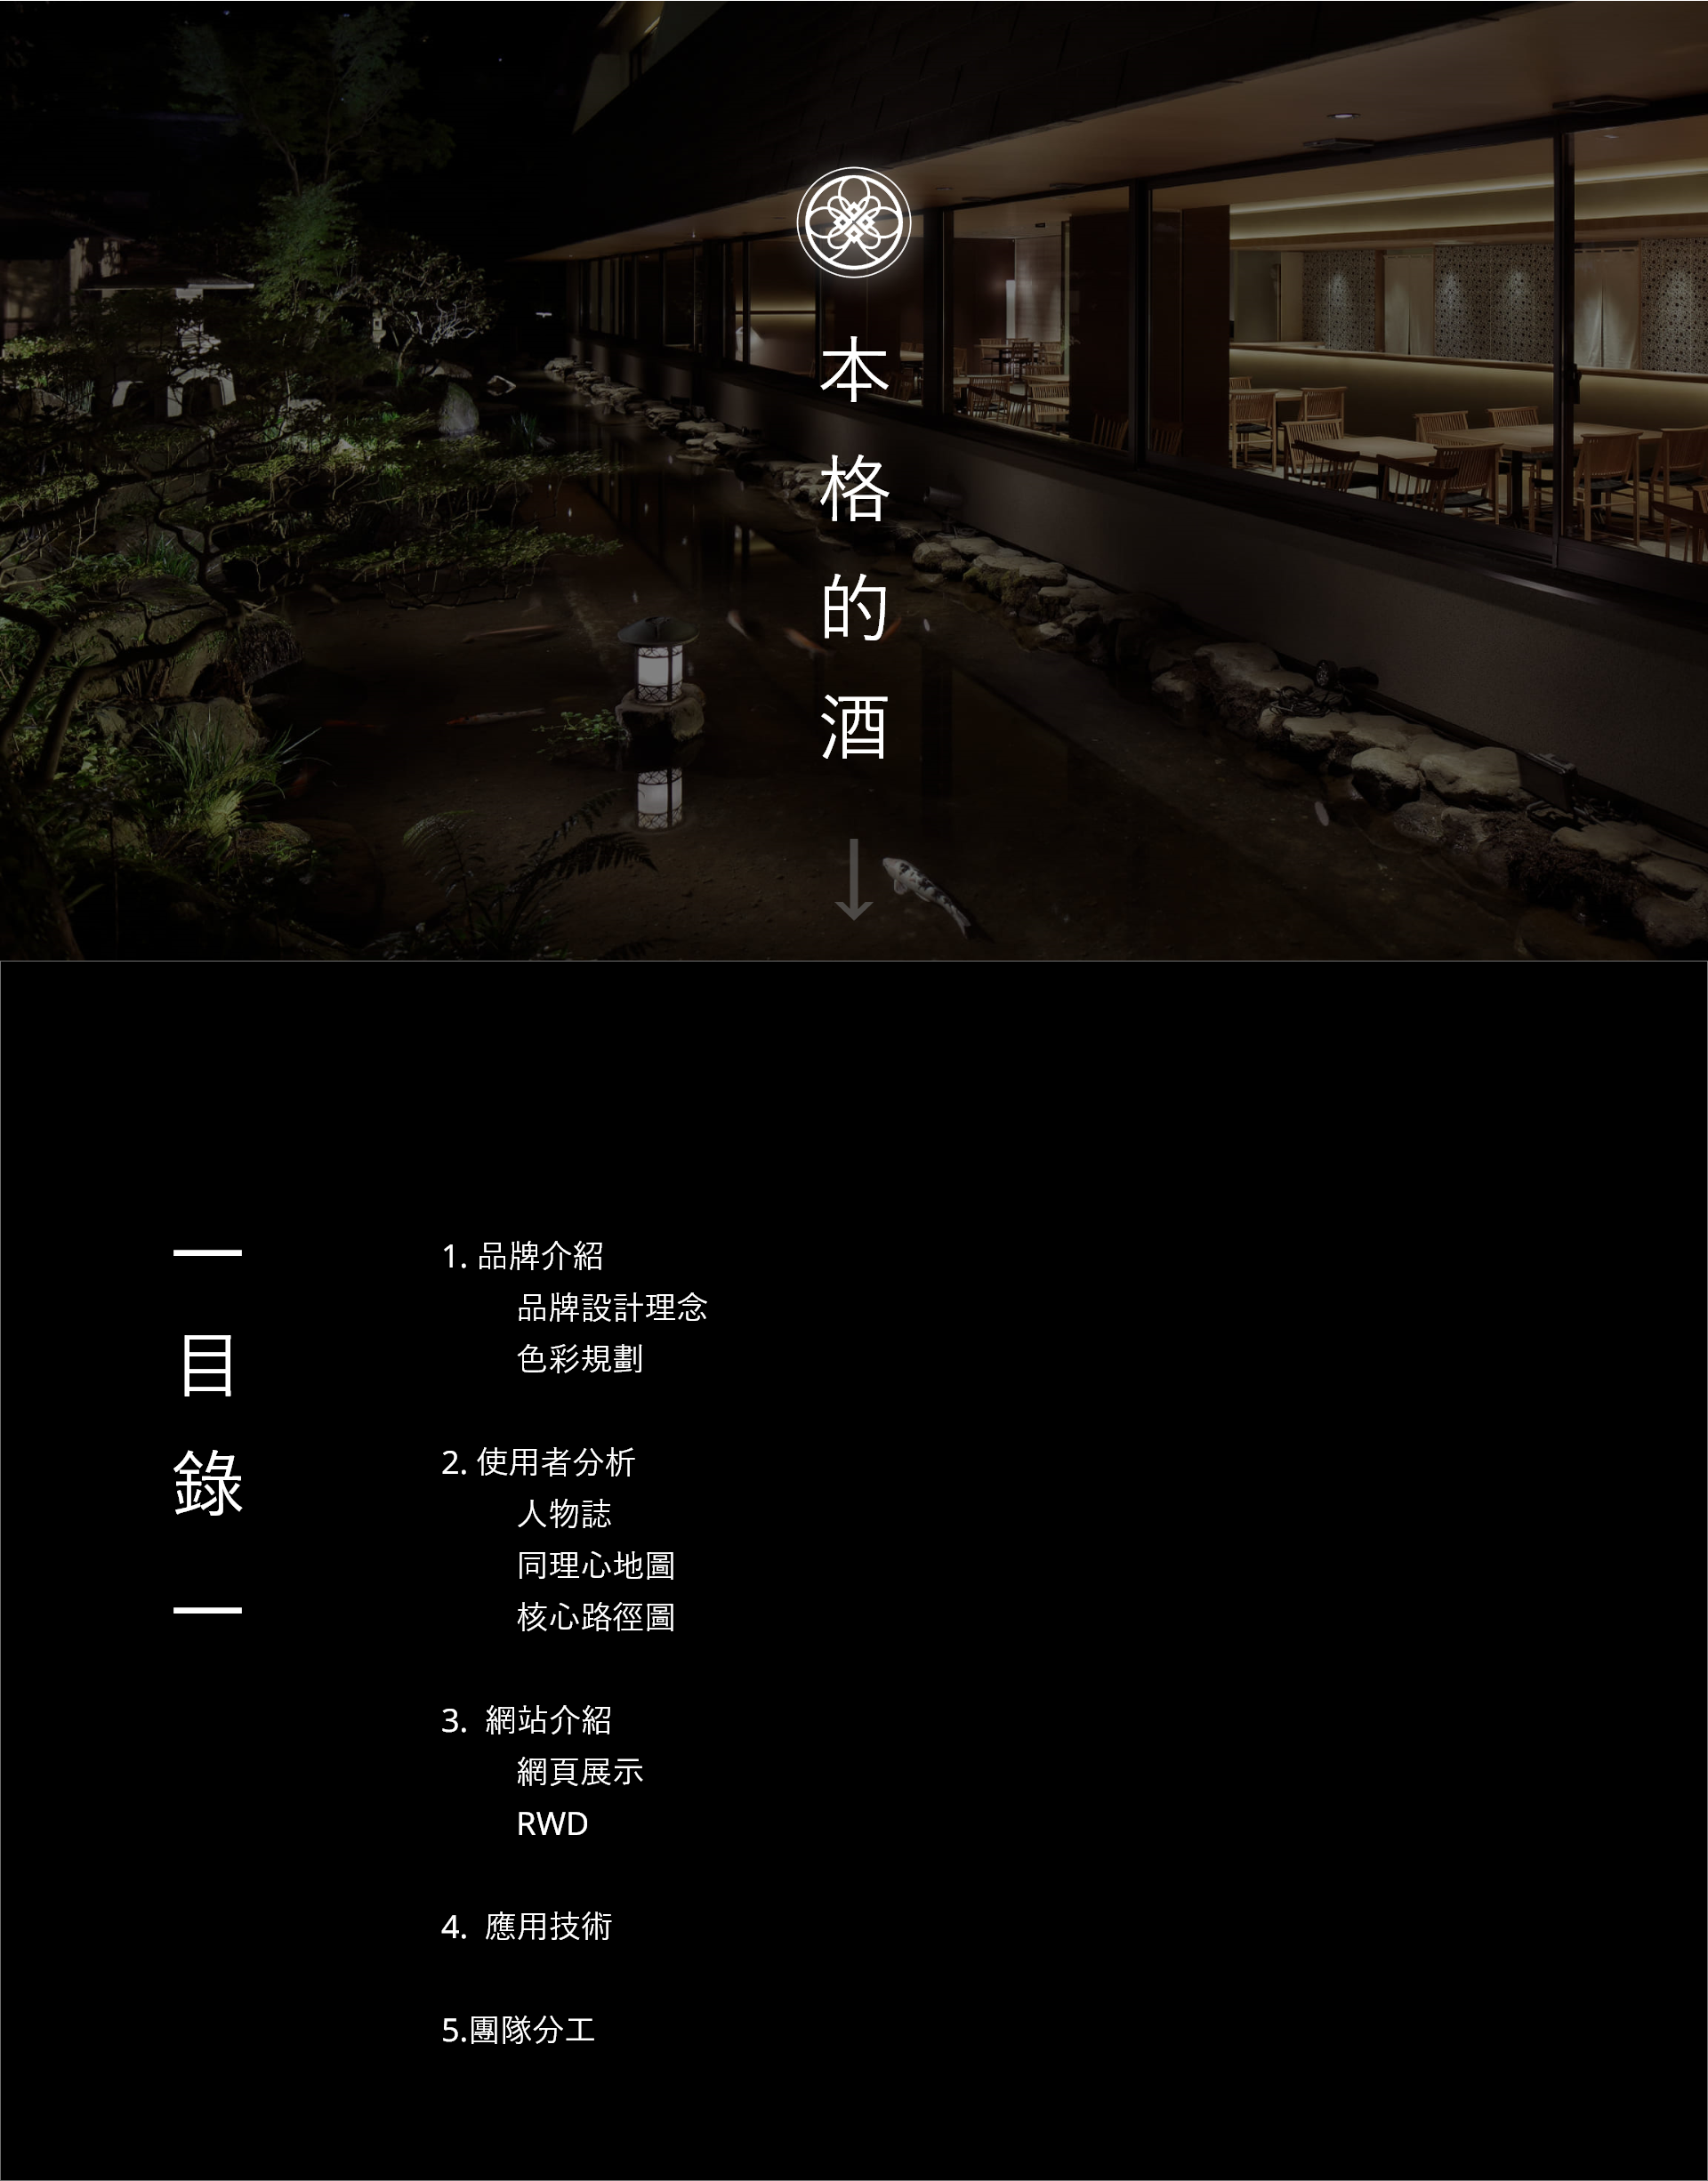 本格的酒
目錄
1. 品牌介紹
品牌設計理念
色彩規劃
2. 使用者分析
人物誌
同理心地圖
核心路徑圖
3. 網站介紹
網頁展示
RWD
4. 應用技術
5.團隊分工